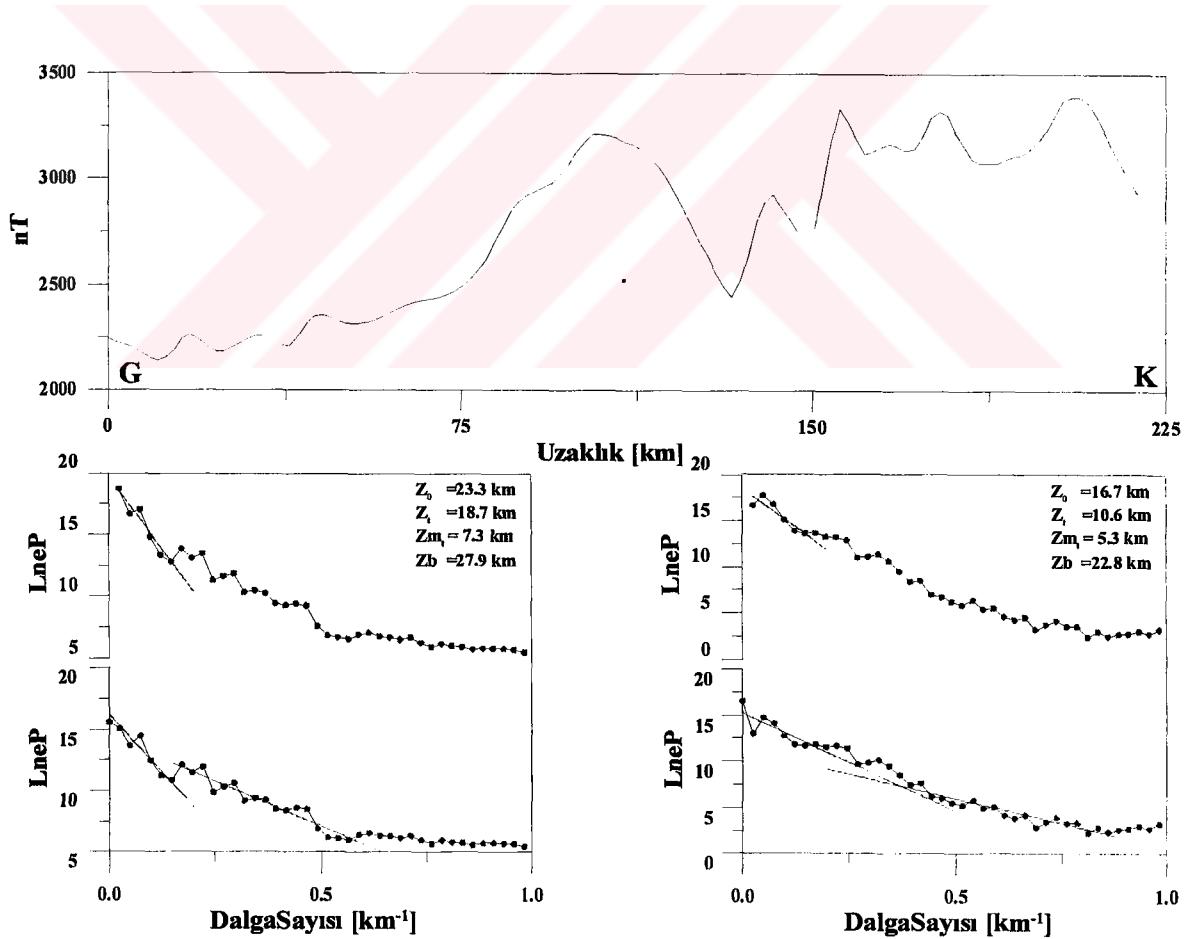 3500
3000
nT
2500
2000
G
K
0
75
150
225
Uzaklık [km]
20
15
LneP
10
5
Z₀ =23.3 km
Zₜ =18.7 km
Zmₜ = 7.3 km
Zb =27.9 km
20
15
LneP
10
5
0.0
0.5
1.0
DalgaSayısı [km⁻¹]
20
15
LneP
10
5
0
Z₀ =16.7 km
Zₜ =10.6 km
Zmₜ = 5.3 km
Zb =22.8 km
20
15
LneP
10
5
0
0.0
0.5
1.0
DalgaSayısı [km⁻¹]